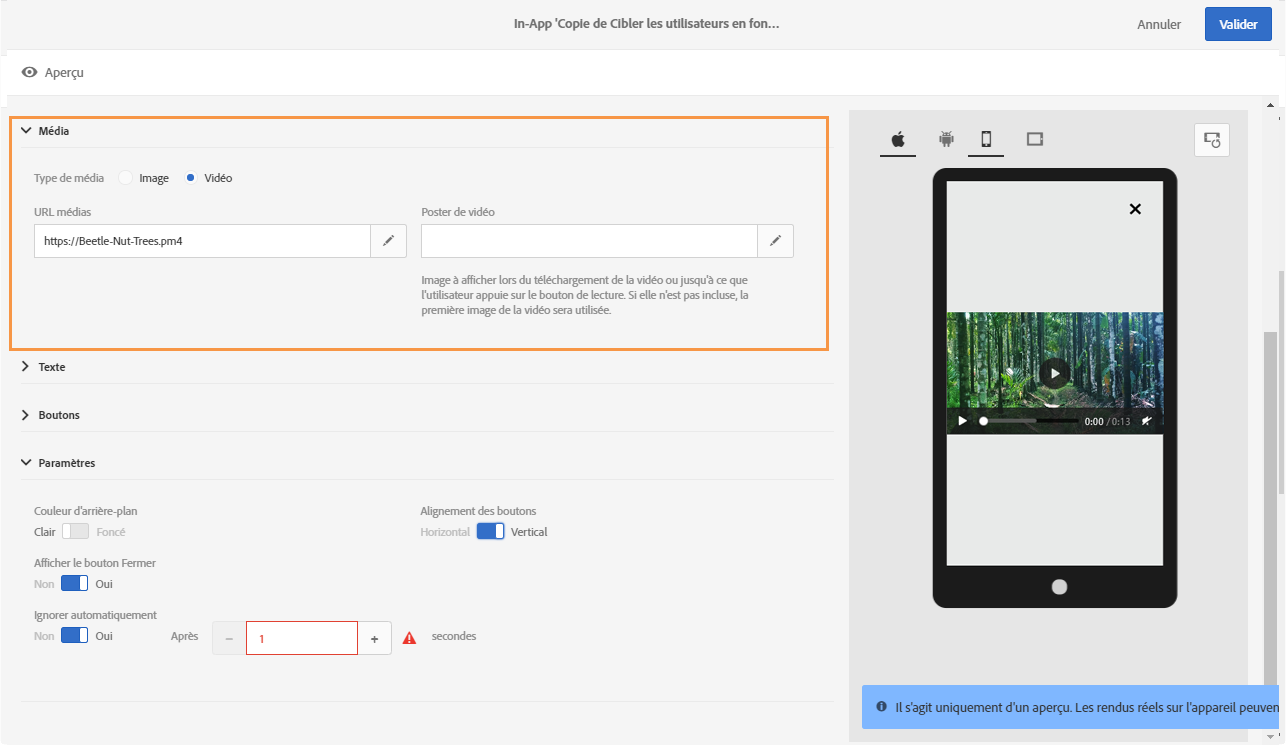 In-App 'Copie de Cibler les utilisateurs en fon...
Annuler
Valider
Aperçu
Média
Type de média
Image
Vidéo
URL médias
Poster de vidéo
https://Beetle-Nut-Trees.pm4
Image à afficher lors du téléchargement de la vidéo ou jusqu'à ce que
l'utilisateur appuie sur le bouton de lecture. Si elle n'est pas incluse, la
première image de la vidéo sera utilisée.
Texte
Boutons
Paramètres
Couleur d'arrière-plan
Alignement des boutons
Clair
Foncé
Horizontal
Vertical
Afficher le bouton Fermer
Non
Oui
Ignorer automatiquement
Non
Oui
Après
1
secondes
0:00 / 0:13
Il s'agit uniquement d'un aperçu. Les rendus réels sur l'appareil peuven